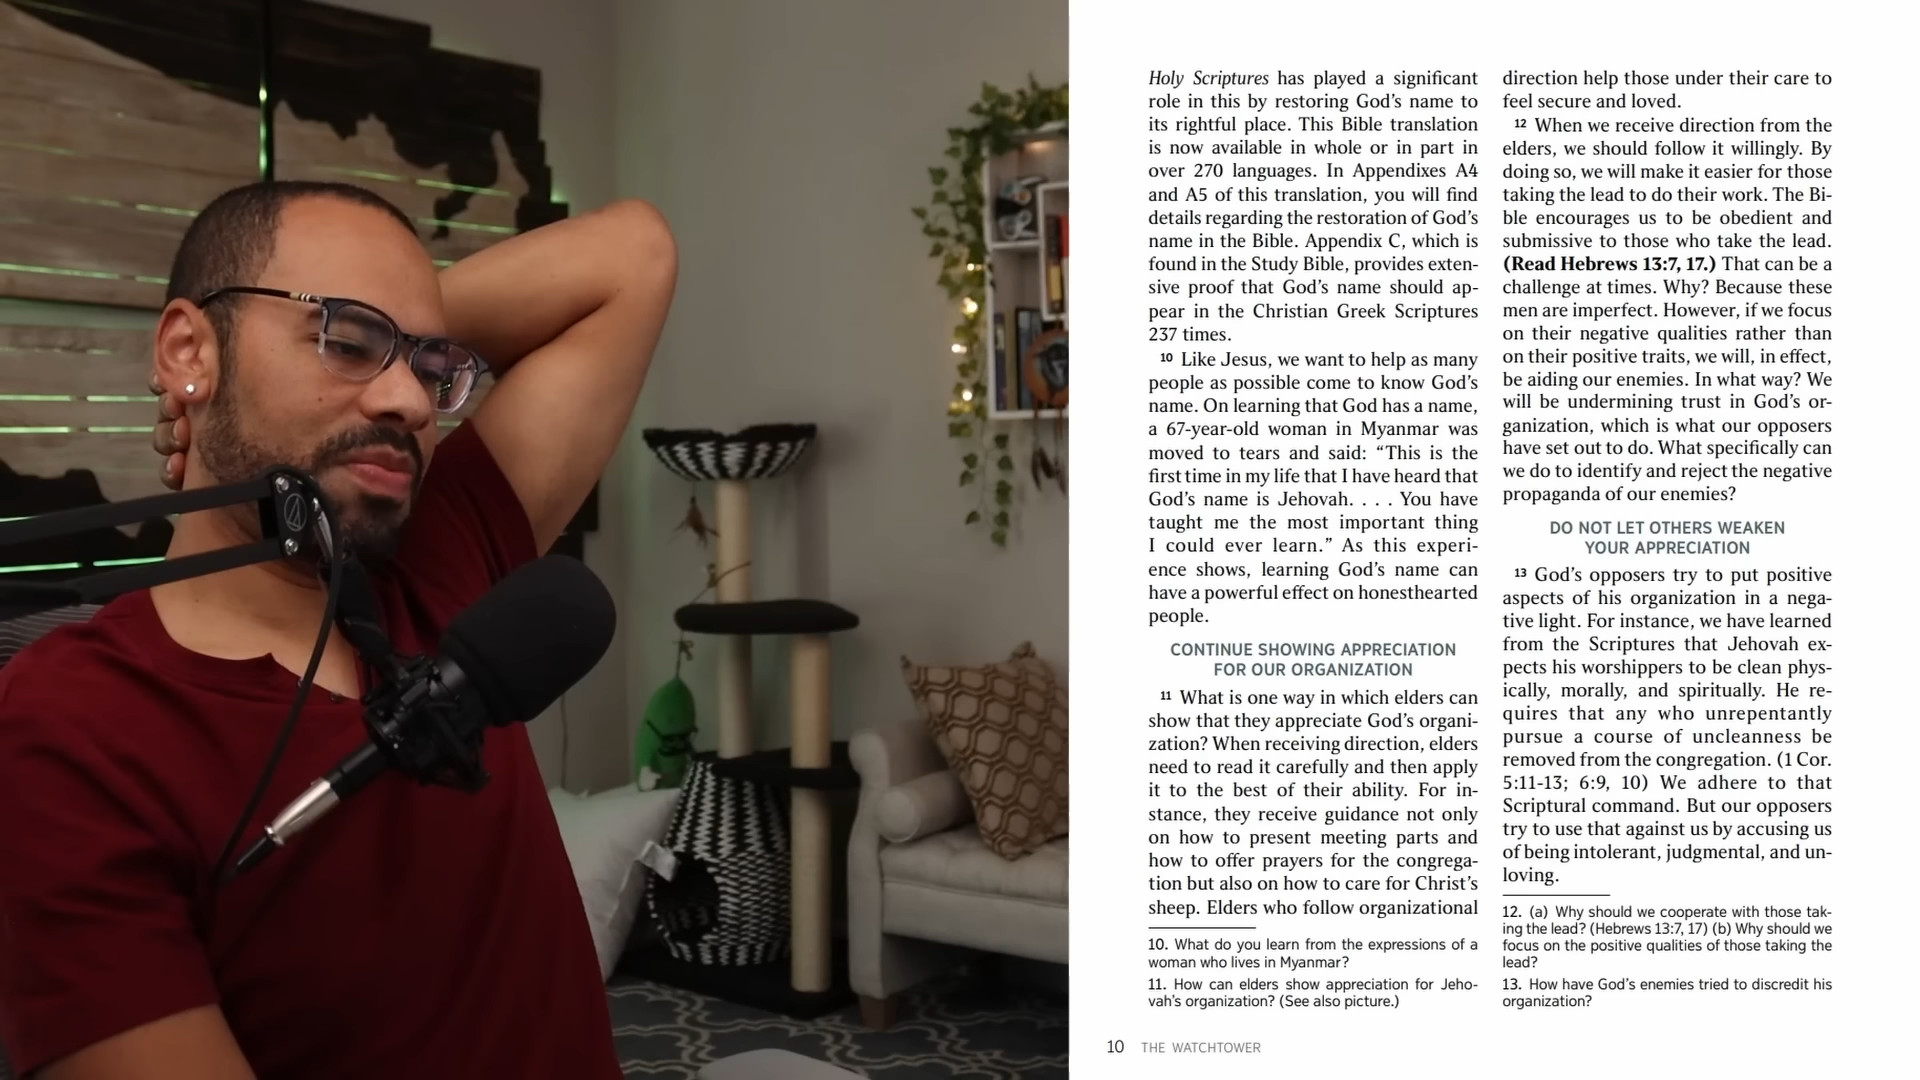 Holy Scriptures has played a significant
role in this by restoring God's name to
its rightful place. This Bible translation
is now available in whole or in part in
over 270 languages. In Appendixes A4
and A5 of this translation, you will find
details regarding the restoration of God's
name in the Bible. Appendix C, which is
found in the Study Bible, provides exten-
sive proof that God's name should ap-
pear in the Christian Greek Scriptures
237 times.
10 Like Jesus, we want to help as many
people as possible come to know God's
name. On learning that God has a name,
a 67-year-old woman in Myanmar was
moved to tears and said: “This is the
first time in my life that I have heard that
God's name is Jehovah. . . . You have
taught me the most important thing
I could ever learn.” As this experi-
ence shows, learning God's name can
have a powerful effect on honesthearted
people.
CONTINUE SHOWING APPRECIATION
FOR OUR ORGANIZATION
11 What is one way in which elders can
show that they appreciate God's organi-
zation? When receiving direction, elders
need to read it carefully and then apply
it to the best of their ability. For in-
stance, they receive guidance not only
on how to present meeting parts and
how to offer prayers for the congrega-
tion but also on how to care for Christ's
sheep. Elders who follow organizational
10. What do you learn from the expressions of a
woman who lives in Myanmar?
11. How can elders show appreciation for Jeho-
vah's organization? (See also picture.)
direction help those under their care to
feel secure and loved.
12 When we receive direction from the
elders, we should follow it willingly. By
doing so, we will make it easier for those
taking the lead to do their work. The Bi-
ble encourages us to be obedient and
submissive to those who take the lead.
(Read Hebrews 13:7, 17.) That can be a
challenge at times. Why? Because these
men are imperfect. However, if we focus
on their negative qualities rather than
on their positive traits, we will, in effect,
be aiding our enemies. In what way? We
will be undermining trust in God's or-
ganization, which is what our opposers
have set out to do. What specifically can
we do to identify and reject the negative
propaganda of our enemies?
DO NOT LET OTHERS WEAKEN
YOUR APPRECIATION
13 God's opposers try to put positive
aspects of his organization in a nega-
tive light. For instance, we have learned
from the Scriptures that Jehovah ex-
pects his worshippers to be clean phys-
ically, morally, and spiritually. He re-
quires that any who unrepentantly
pursue a course of uncleanness be
removed from the congregation. (1 Cor.
5:11-13; 6:9, 10) We adhere to that
Scriptural command. But our opposers
try to use that against us by accusing us
of being intolerant, judgmental, and un-
loving.
12. (a) Why should we cooperate with those tak-
ing the lead? (Hebrews 13:7, 17) (b) Why should we
focus on the positive qualities of those taking the
lead?
13. How have God's enemies tried to discredit his
organization?
10 THE WATCHTOWER